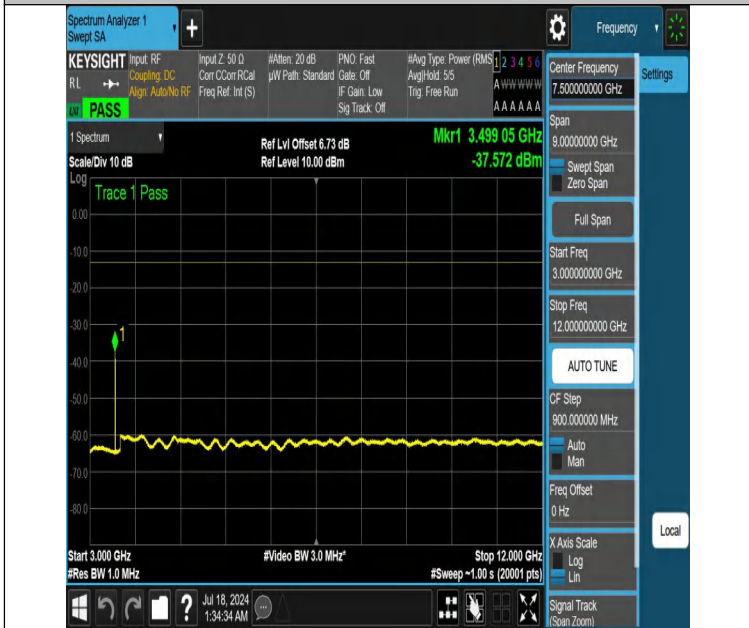 Spectrum Analyzer 1
Swept SA
+
Frequency
KEYSIGHT
RL
LXI
PASS
Input: RF
Coupling: DC
Align: Auto/No RF
Input Z: 50 Ω
Corr CCorr RCal
Freq Ref: Int (S)
#Atten: 20 dB
µW Path: Standard
PNO: Fast
Gate: Off
IF Gain: Low
Sig Track: Off
#Avg Type: Power (RMS
Avg|Hold: 5/5
Trig: Free Run
1 2 3 4 5 6
A W W W W W
A A A A A A
1 Spectrum
Scale/Div 10 dB
Ref Lvl Offset 6.73 dB
Ref Level 10.00 dBm
Mkr1 3.499 05 GHz
-37.572 dBm
Log
Trace 1 Pass
0.00
-10.0
-20.0
-30.0
-40.0
-50.0
-60.0
-70.0
-80.0
1
Start 3.000 GHz
#Res BW 1.0 MHz
#Video BW 3.0 MHz*
Stop 12.000 GHz
#Sweep ~1.00 s (20001 pts)
Jul 18, 2024
1:34:34 AM
Center Frequency
7.500000000 GHz
Settings
Span
9.00000000 GHz
Swept Span
Zero Span
Full Span
Start Freq
3.000000000 GHz
Stop Freq
12.000000000 GHz
AUTO TUNE
CF Step
900.000000 MHz
Auto
Man
Freq Offset
0 Hz
X Axis Scale
Log
Lin
Signal Track
(Span Zoom)
Local
?